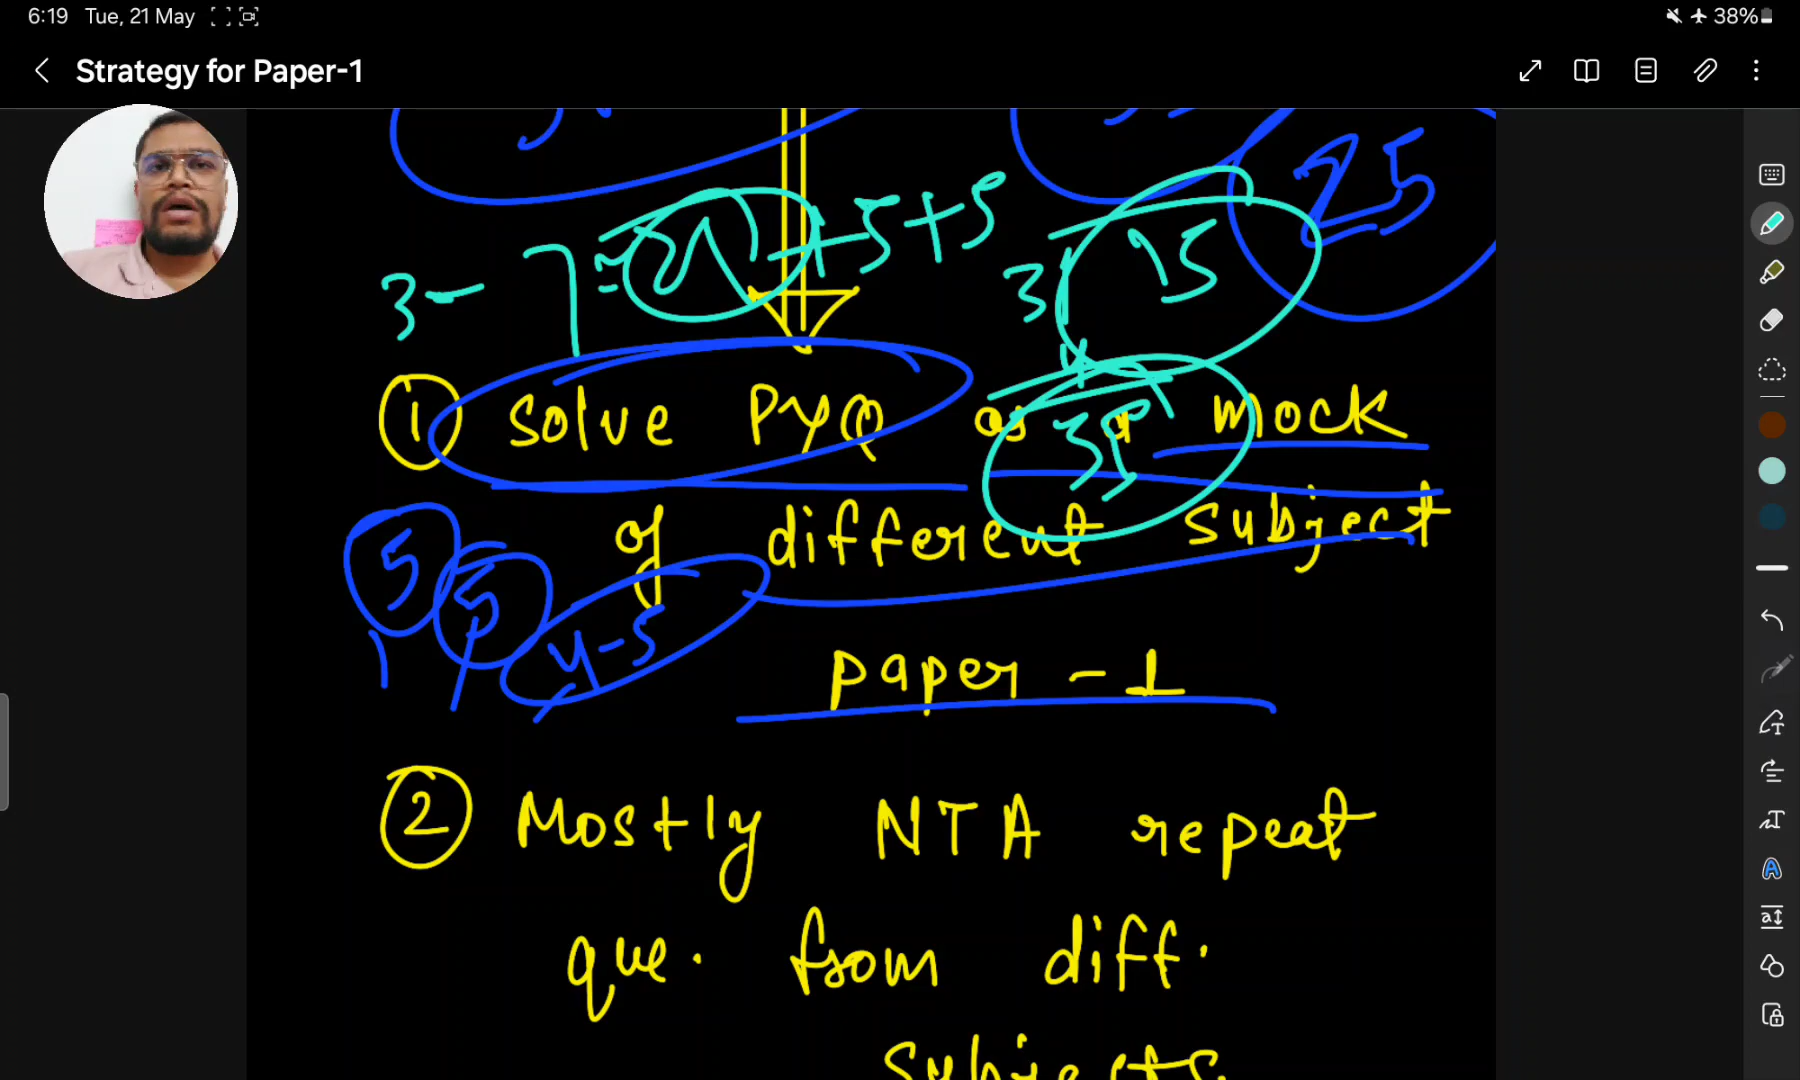 6:19 Tue, 21 May 38%
Strategy for Paper-1
25
3 - 7 = 21 + 5 + 5 3 15
① Solve PYQ as a mock
35
5 5 4-5 of different subject
paper - 1
② Mostly NTA repeat
que. from diff.
subjects.